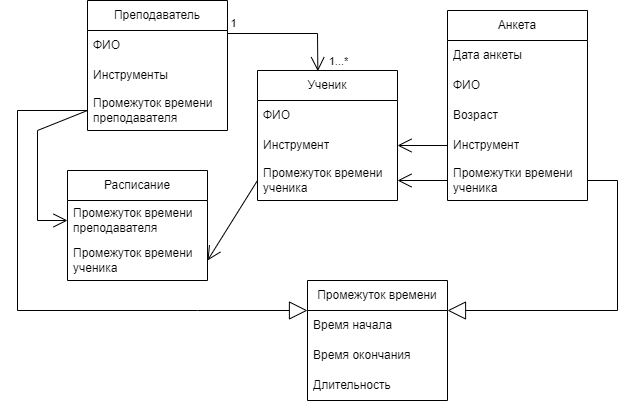 Преподаватель
ФИО
Инструменты
Промежуток времени
преподавателя
1
1...*
Ученик
ФИО
Инструмент
Промежуток времени
ученика
Анкета
Дата анкеты
ФИО
Возраст
Инструмент
Промежутки времени
ученика
Расписание
Промежуток времени
преподавателя
Промежуток времени
ученика
Промежуток времени
Время начала
Время окончания
Длительность